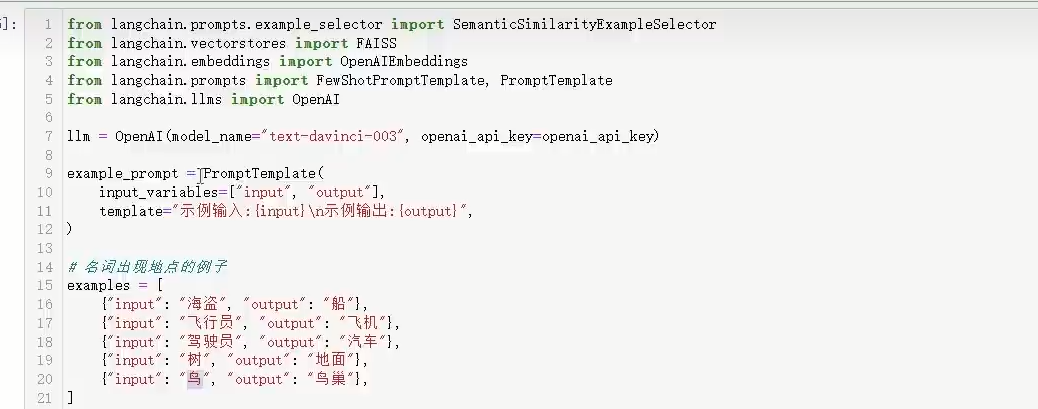 5]:
1 from langchain.prompts.example_selector import SemanticSimilarityExampleSelector
2 from langchain.vectorstores import FAISS
3 from langchain.embeddings import OpenAIEmbeddings
4 from langchain.prompts import FewShotPromptTemplate, PromptTemplate
5 from langchain.llms import OpenAI
6
7 llm = OpenAI(model_name="text-davinci-003", openai_api_key=openai_api_key)
8
9 example_prompt = PromptTemplate(
10     input_variables=["input", "output"],
11     template="示例输入:{input}\n示例输出:{output}",
12 )
13
14 # 名词出现地点的例子
15 examples = [
16     {"input": "海盗", "output": "船"},
17     {"input": "飞行员", "output": "飞机"},
18     {"input": "驾驶员", "output": "汽车"},
19     {"input": "树", "output": "地面"},
20     {"input": "鸟", "output": "鸟巢"},
21 ]